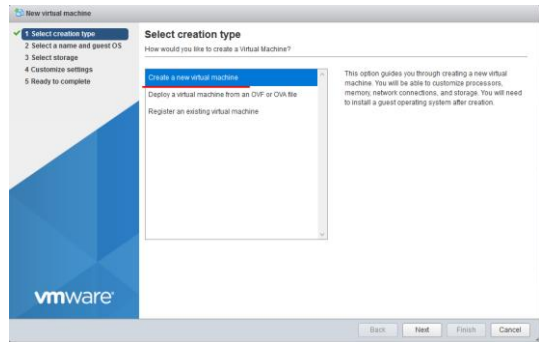 New virtual machine
1 Select creation type
2 Select a name and guest OS
3 Select storage
4 Customize settings
5 Ready to complete
Select creation type
How would you like to create a Virtual Machine?
Create a new virtual machine
Deploy a virtual machine from an OVF or OVA file
Register an existing virtual machine
This option guides you through creating a new virtual
machine. You will be able to customize processors,
memory, network connections, and storage. You will need
to install a guest operating system after creation.
vmware®
Back Next Finish Cancel